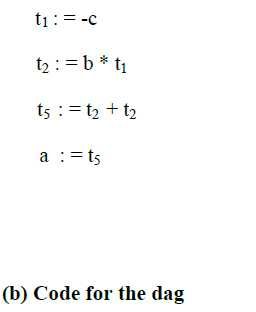 t₁ : = -c
t₂ : = b * t₁
t₅ : = t₂ + t₂
a : = t₅
(b) Code for the dag